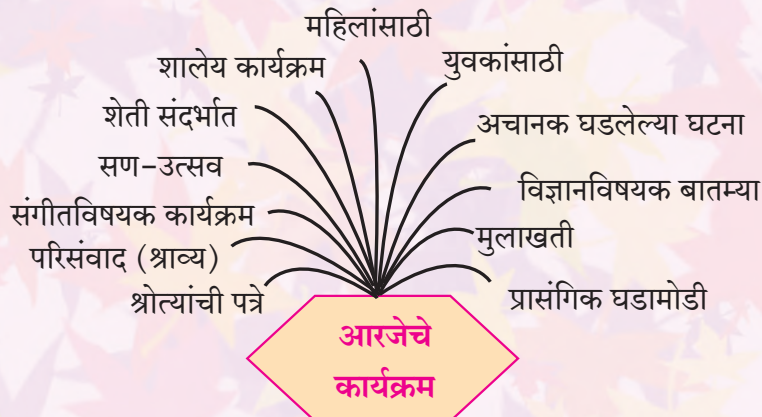 महिलांसाठी
शालेय कार्यक्रम
युवकांसाठी
शेती संदर्भात
अचानक घडलेल्या घटना
सण-उत्सव
विज्ञानविषयक बातम्या
संगीतविषयक कार्यक्रम
मुलाखती
परिसंवाद (श्राव्य)
श्रोत्यांची पत्रे
प्रासंगिक घडामोडी
आरजेचे
कार्यक्रम